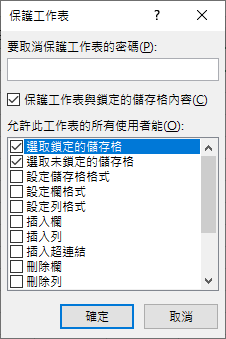 保護工作表
要取消保護工作表的密碼(P):
保護工作表與鎖定的儲存格內容(C)
允許此工作表的所有使用者能(O):
選取鎖定的儲存格
選取未鎖定的儲存格
設定儲存格格式
設定欄格式
設定列格式
插入欄
插入列
插入超連結
刪除欄
刪除列
確定
取消